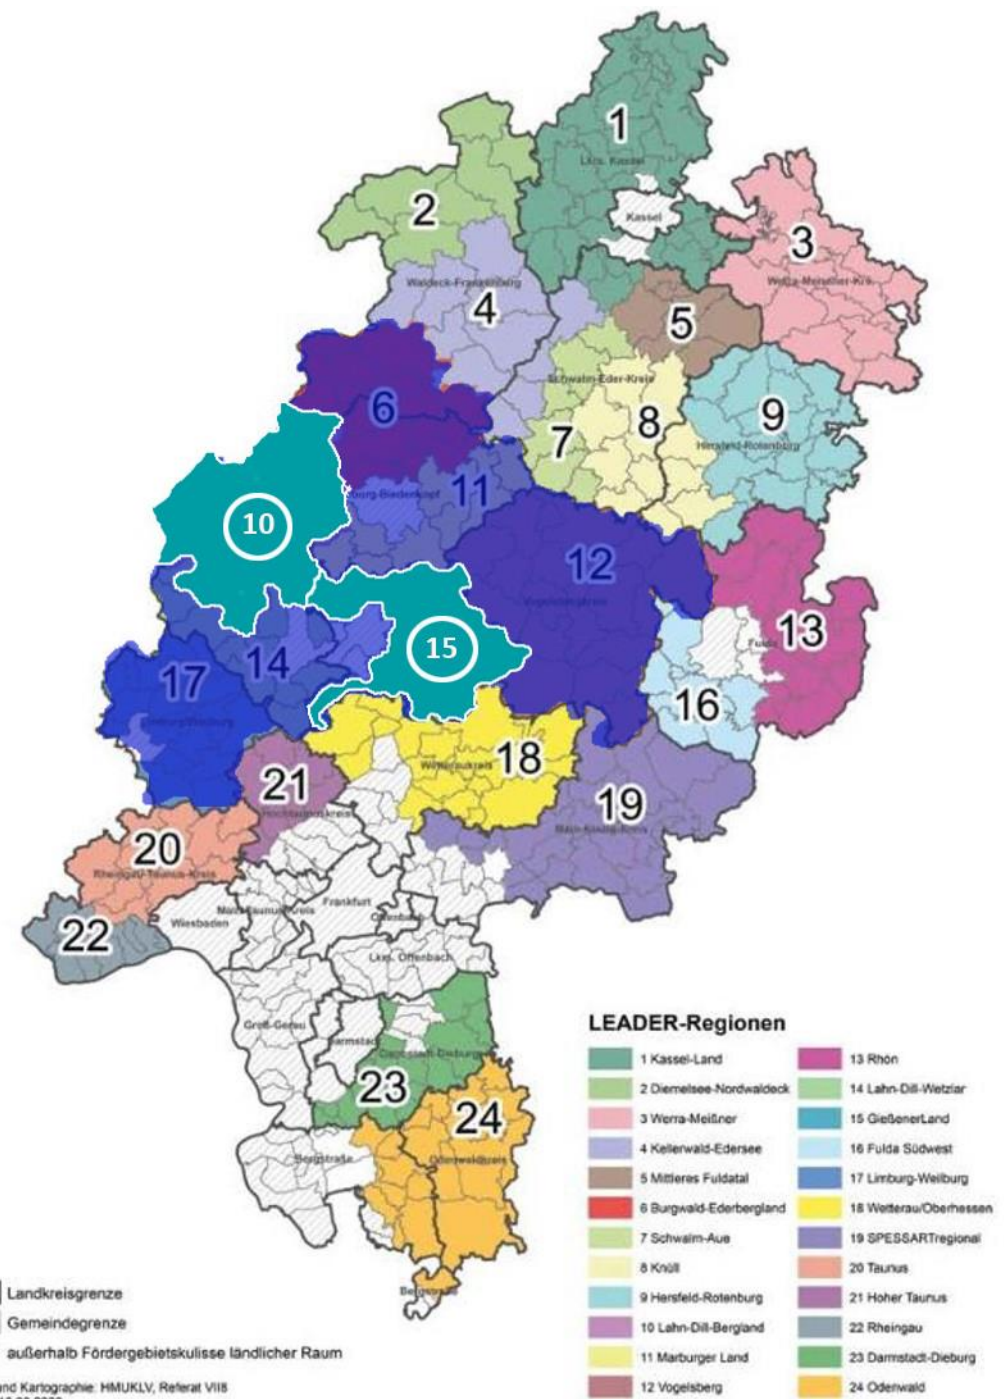 1
Lkrs. Kassel
Kassel
2
3
Waldeck-Frankenberg
4
5
6
Schwalm-Eder-Kreis
7
8
9
Hersfeld-Rotenburg
10
11
12
Vogelsbergkreis
13
Fulda
14
15
16
17
Wetteraukreis
18
21
Hochtaunuskreis
19
Main-Kinzig-Kreis
20
Rheingau-Taunus-Kreis
Main-Taunus-Kreis
Frankfurt
Wiesbaden
Offenbach
22
Lkrs. Offenbach
Groß-Gerau
Darmstadt-Dieburg
23
24
Bergstraße
Odenwaldkreis
LEADER-Regionen
1 Kassel-Land
2 Diemelsee-Nordwaldeck
3 Werra-Meißner
4 Kellerwald-Edersee
5 Mittleres Fuldatal
6 Burgwald-Ederbergland
7 Schwalm-Aue
8 Knüll
9 Hersfeld-Rotenburg
10 Lahn-Dill-Bergland
11 Marburger Land
12 Vogelsberg
13 Rhön
14 Lahn-Dill-Wetzlar
15 GießenerLand
16 Fulda Südwest
17 Limburg-Weilburg
18 Wetterau/Oberhessen
19 SPESSARTregional
20 Taunus
21 Hoher Taunus
22 Rheingau
23 Darmstadt-Dieburg
24 Odenwald
Landkreisgrenze
Gemeindegrenze
außerhalb Fördergebietskulisse ländlicher Raum
nd Kartographie: HMUKLV, Referat VII8